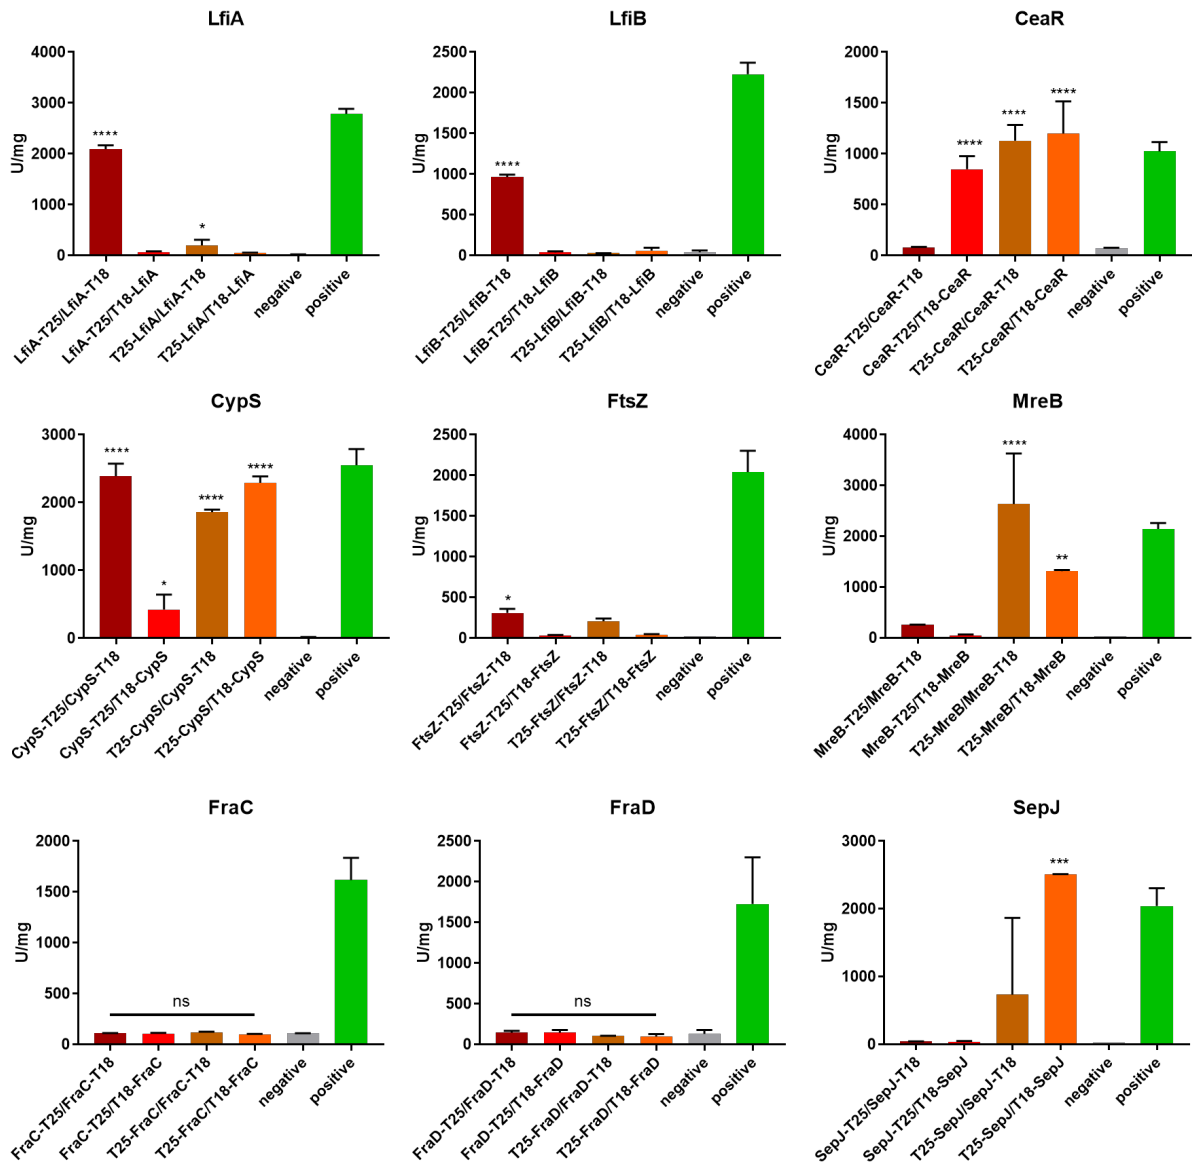 LfiA
U/mg
4000
3000
2000
1000
0
****
*
LfiA-T25/LfiA-T18
LfiA-T25/T18-LfiA
T25-LfiA/LfiA-T18
T25-LfiA/T18-LfiA
negative
positive
LfiB
U/mg
2500
2000
1500
1000
500
0
****
LfiB-T25/LfiB-T18
LfiB-T25/T18-LfiB
T25-LfiB/LfiB-T18
T25-LfiB/T18-LfiB
negative
positive
CeaR
U/mg
2000
1500
1000
500
0
****
****
****
CeaR-T25/CeaR-T18
CeaR-T25/T18-CeaR
T25-CeaR/CeaR-T18
T25-CeaR/T18-CeaR
negative
positive
CypS
U/mg
3000
2000
1000
0
****
*
****
****
CypS-T25/CypS-T18
CypS-T25/T18-CypS
T25-CypS/CypS-T18
T25-CypS/T18-CypS
negative
positive
FtsZ
U/mg
2500
2000
1500
1000
500
0
*
FtsZ-T25/FtsZ-T18
FtsZ-T25/T18-FtsZ
T25-FtsZ/FtsZ-T18
T25-FtsZ/T18-FtsZ
negative
positive
MreB
U/mg
4000
3000
2000
1000
0
****
**
MreB-T25/MreB-T18
MreB-T25/T18-MreB
T25-MreB/MreB-T18
T25-MreB/T18-MreB
negative
positive
FraC
U/mg
2000
1500
1000
500
0
ns
FraC-T25/FraC-T18
FraC-T25/T18-FraC
T25-FraC/FraC-T18
T25-FraC/T18-FraC
negative
positive
FraD
U/mg
2500
2000
1500
1000
500
0
ns
FraD-T25/FraD-T18
FraD-T25/T18-FraD
T25-FraD/FraD-T18
T25-FraD/T18-FraD
negative
positive
SepJ
U/mg
3000
2000
1000
0
***
SepJ-T25/SepJ-T18
SepJ-T25/T18-SepJ
T25-SepJ/SepJ-T18
T25-SepJ/T18-SepJ
negative
positive